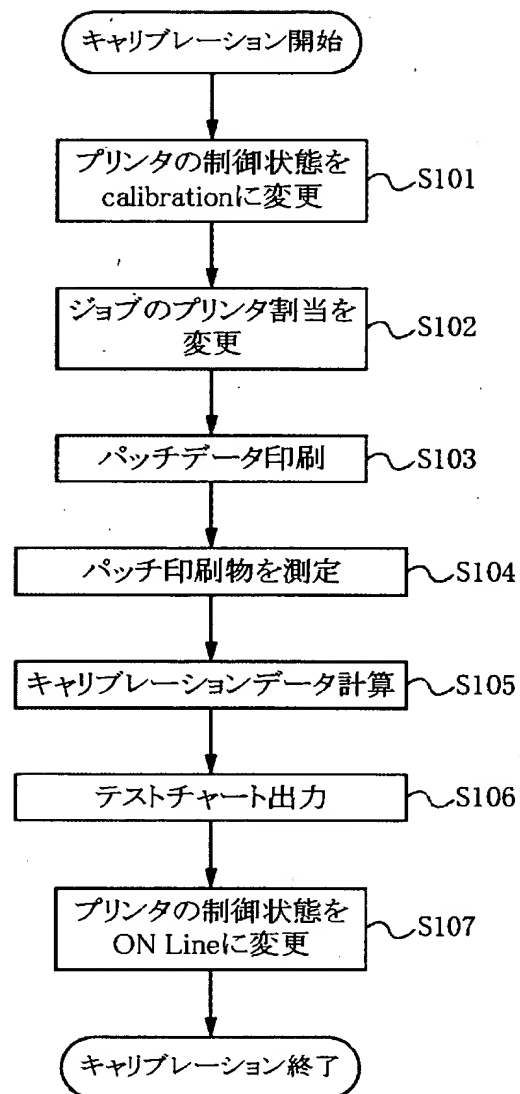 キャリブレーション開始
プリンタの制御状態を
calibrationに変更
S101
ジョブのプリンタ割当を
変更
S102
パッチデータ印刷
S103
パッチ印刷物を測定
S104
キャリブレーションデータ計算
S105
テストチャート出力
S106
プリンタの制御状態を
ON Lineに変更
S107
キャリブレーション終了